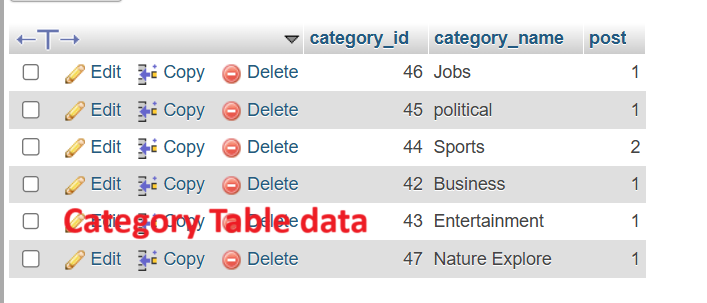 category_id category_name post
Edit Copy Delete 46 Jobs 1
Edit Copy Delete 45 political 1
Edit Copy Delete 44 Sports 2
Edit Copy Delete 42 Business 1
Edit Copy Delete 43 Entertainment 1
Category Table data
Edit Copy Delete 47 Nature Explore 1